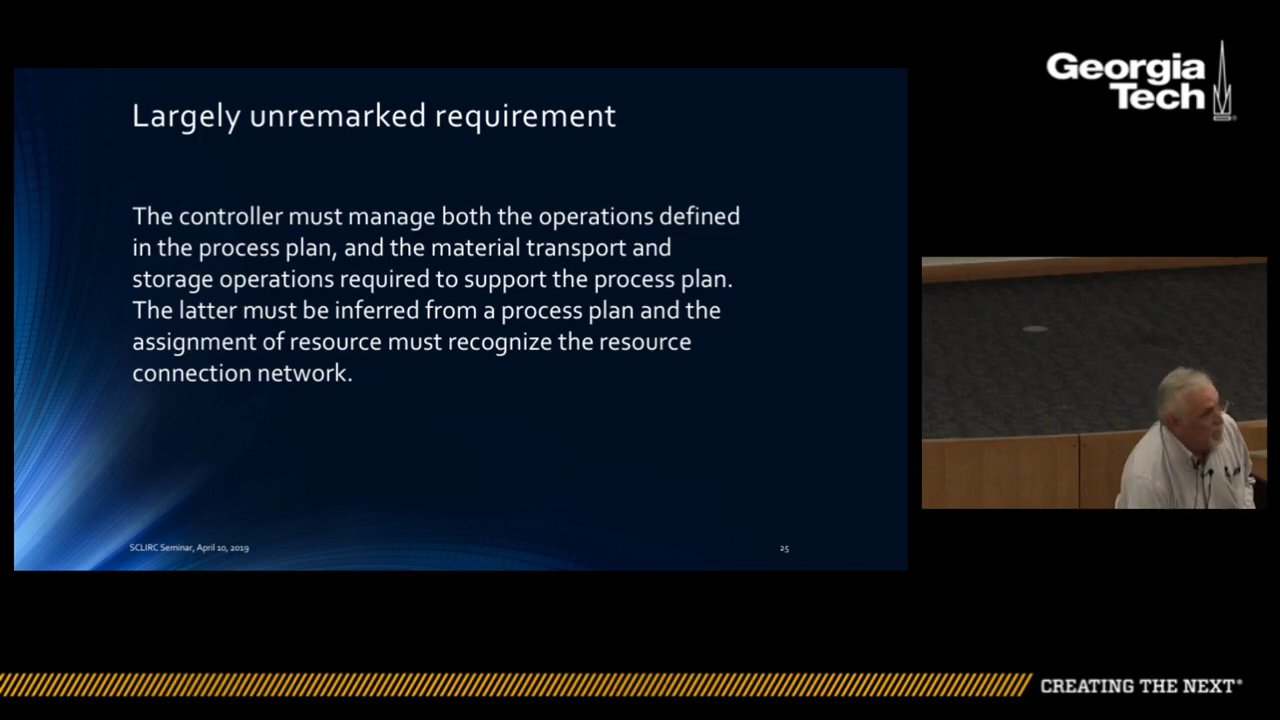 Georgia
Tech
Largely unremarked requirement
The controller must manage both the operations defined
in the process plan, and the material transport and
storage operations required to support the process plan.
The latter must be inferred from a process plan and the
assignment of resource must recognize the resource
connection network.
SCLIRC Seminar, April 10, 2019
25
CREATING THE NEXT®